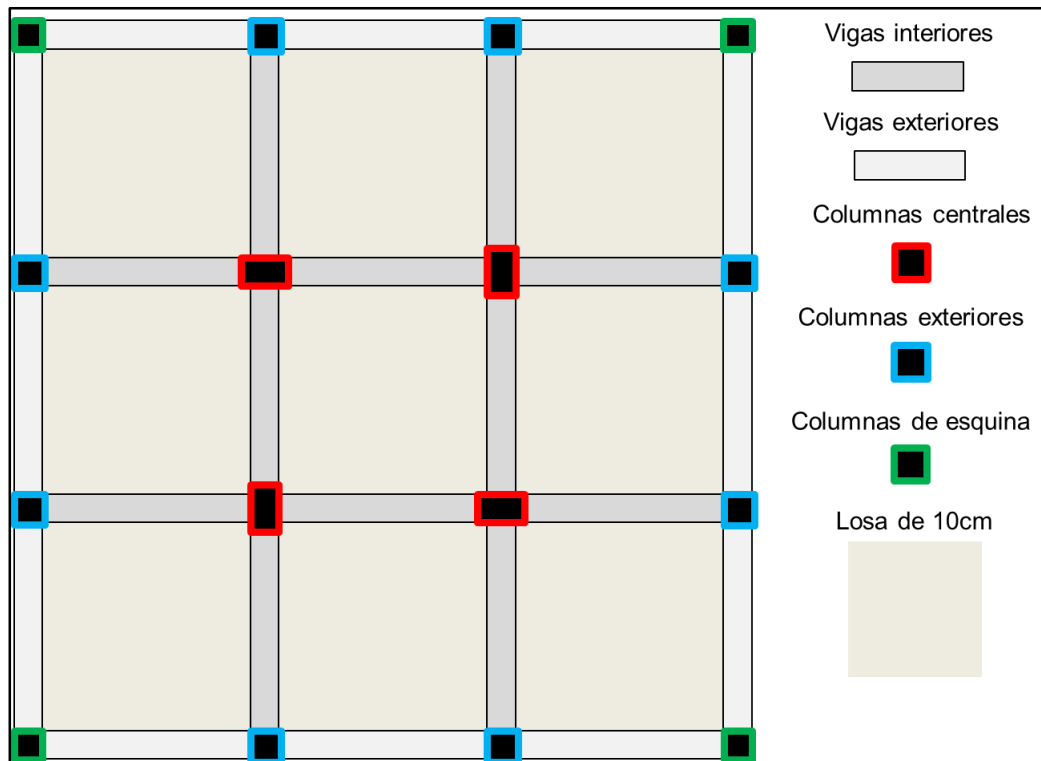 Vigas interiores
Vigas exteriores
Columnas centrales
Columnas exteriores
Columnas de esquina
Losa de 10cm